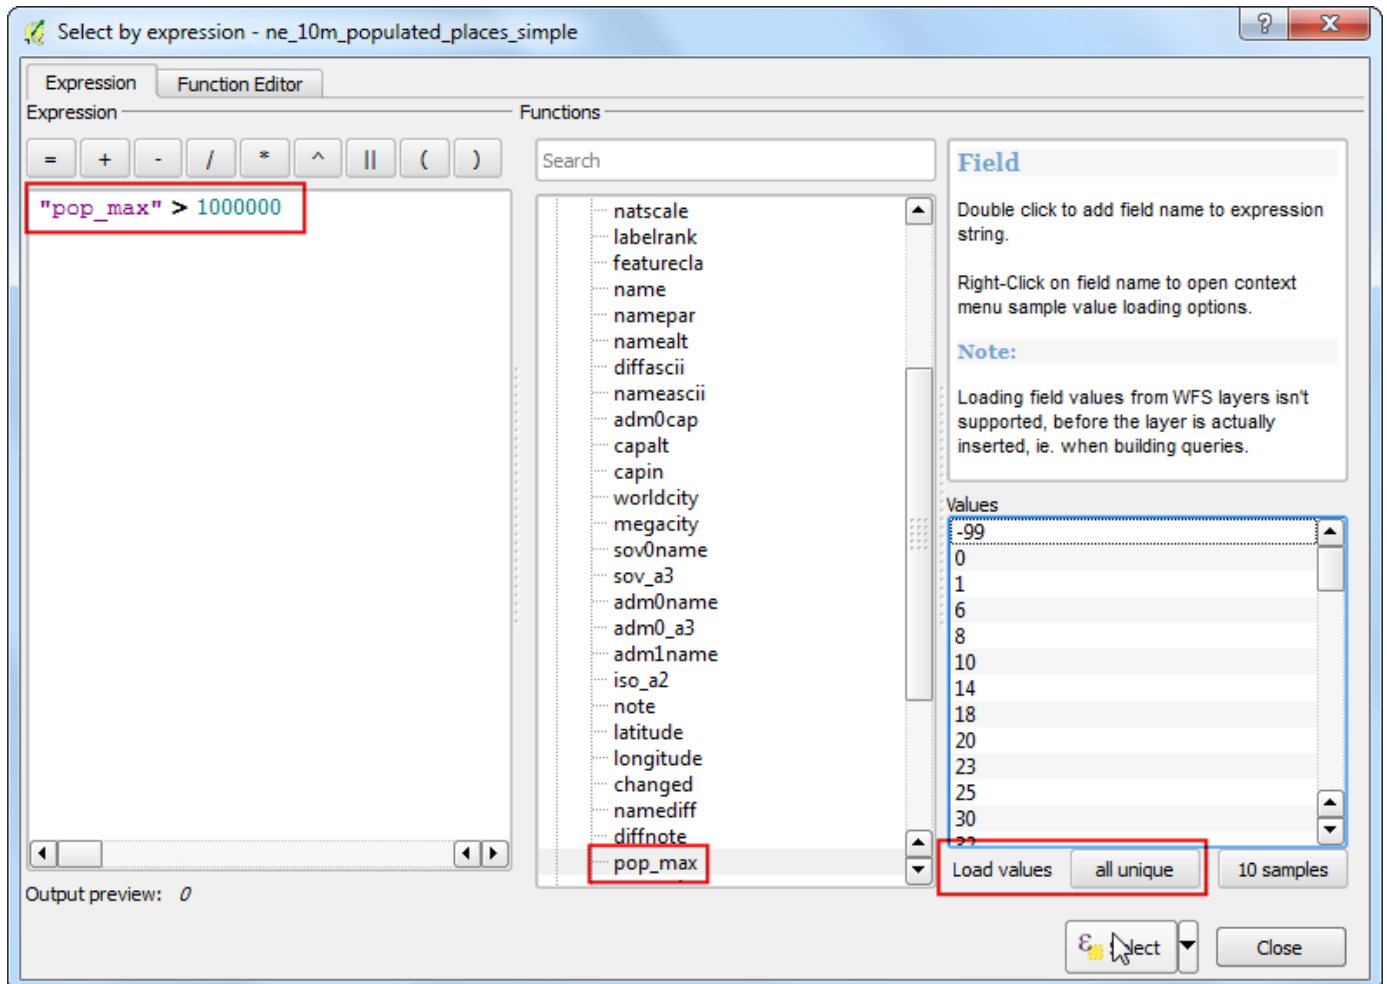 Select by expression - ne_10m_populated_places_simple
Expression
Function Editor
Expression
Functions
= + - / * ^ || ( )
Search
"pop_max" > 1000000
natscale
labelrank
featurecla
name
namepar
namealt
diffascii
nameascii
adm0cap
capalt
capin
worldcity
megacity
sov0name
sov_a3
adm0name
adm0_a3
adm1name
iso_a2
note
latitude
longitude
changed
namediff
diffnote
pop_max
Field
Double click to add field name to expression
string.
Right-Click on field name to open context
menu sample value loading options.
Note:
Loading field values from WFS layers isn't
supported, before the layer is actually
inserted, ie. when building queries.
Values
-99
0
1
6
8
10
14
18
20
23
25
30
Load values
all unique
10 samples
Output preview: 0
Close